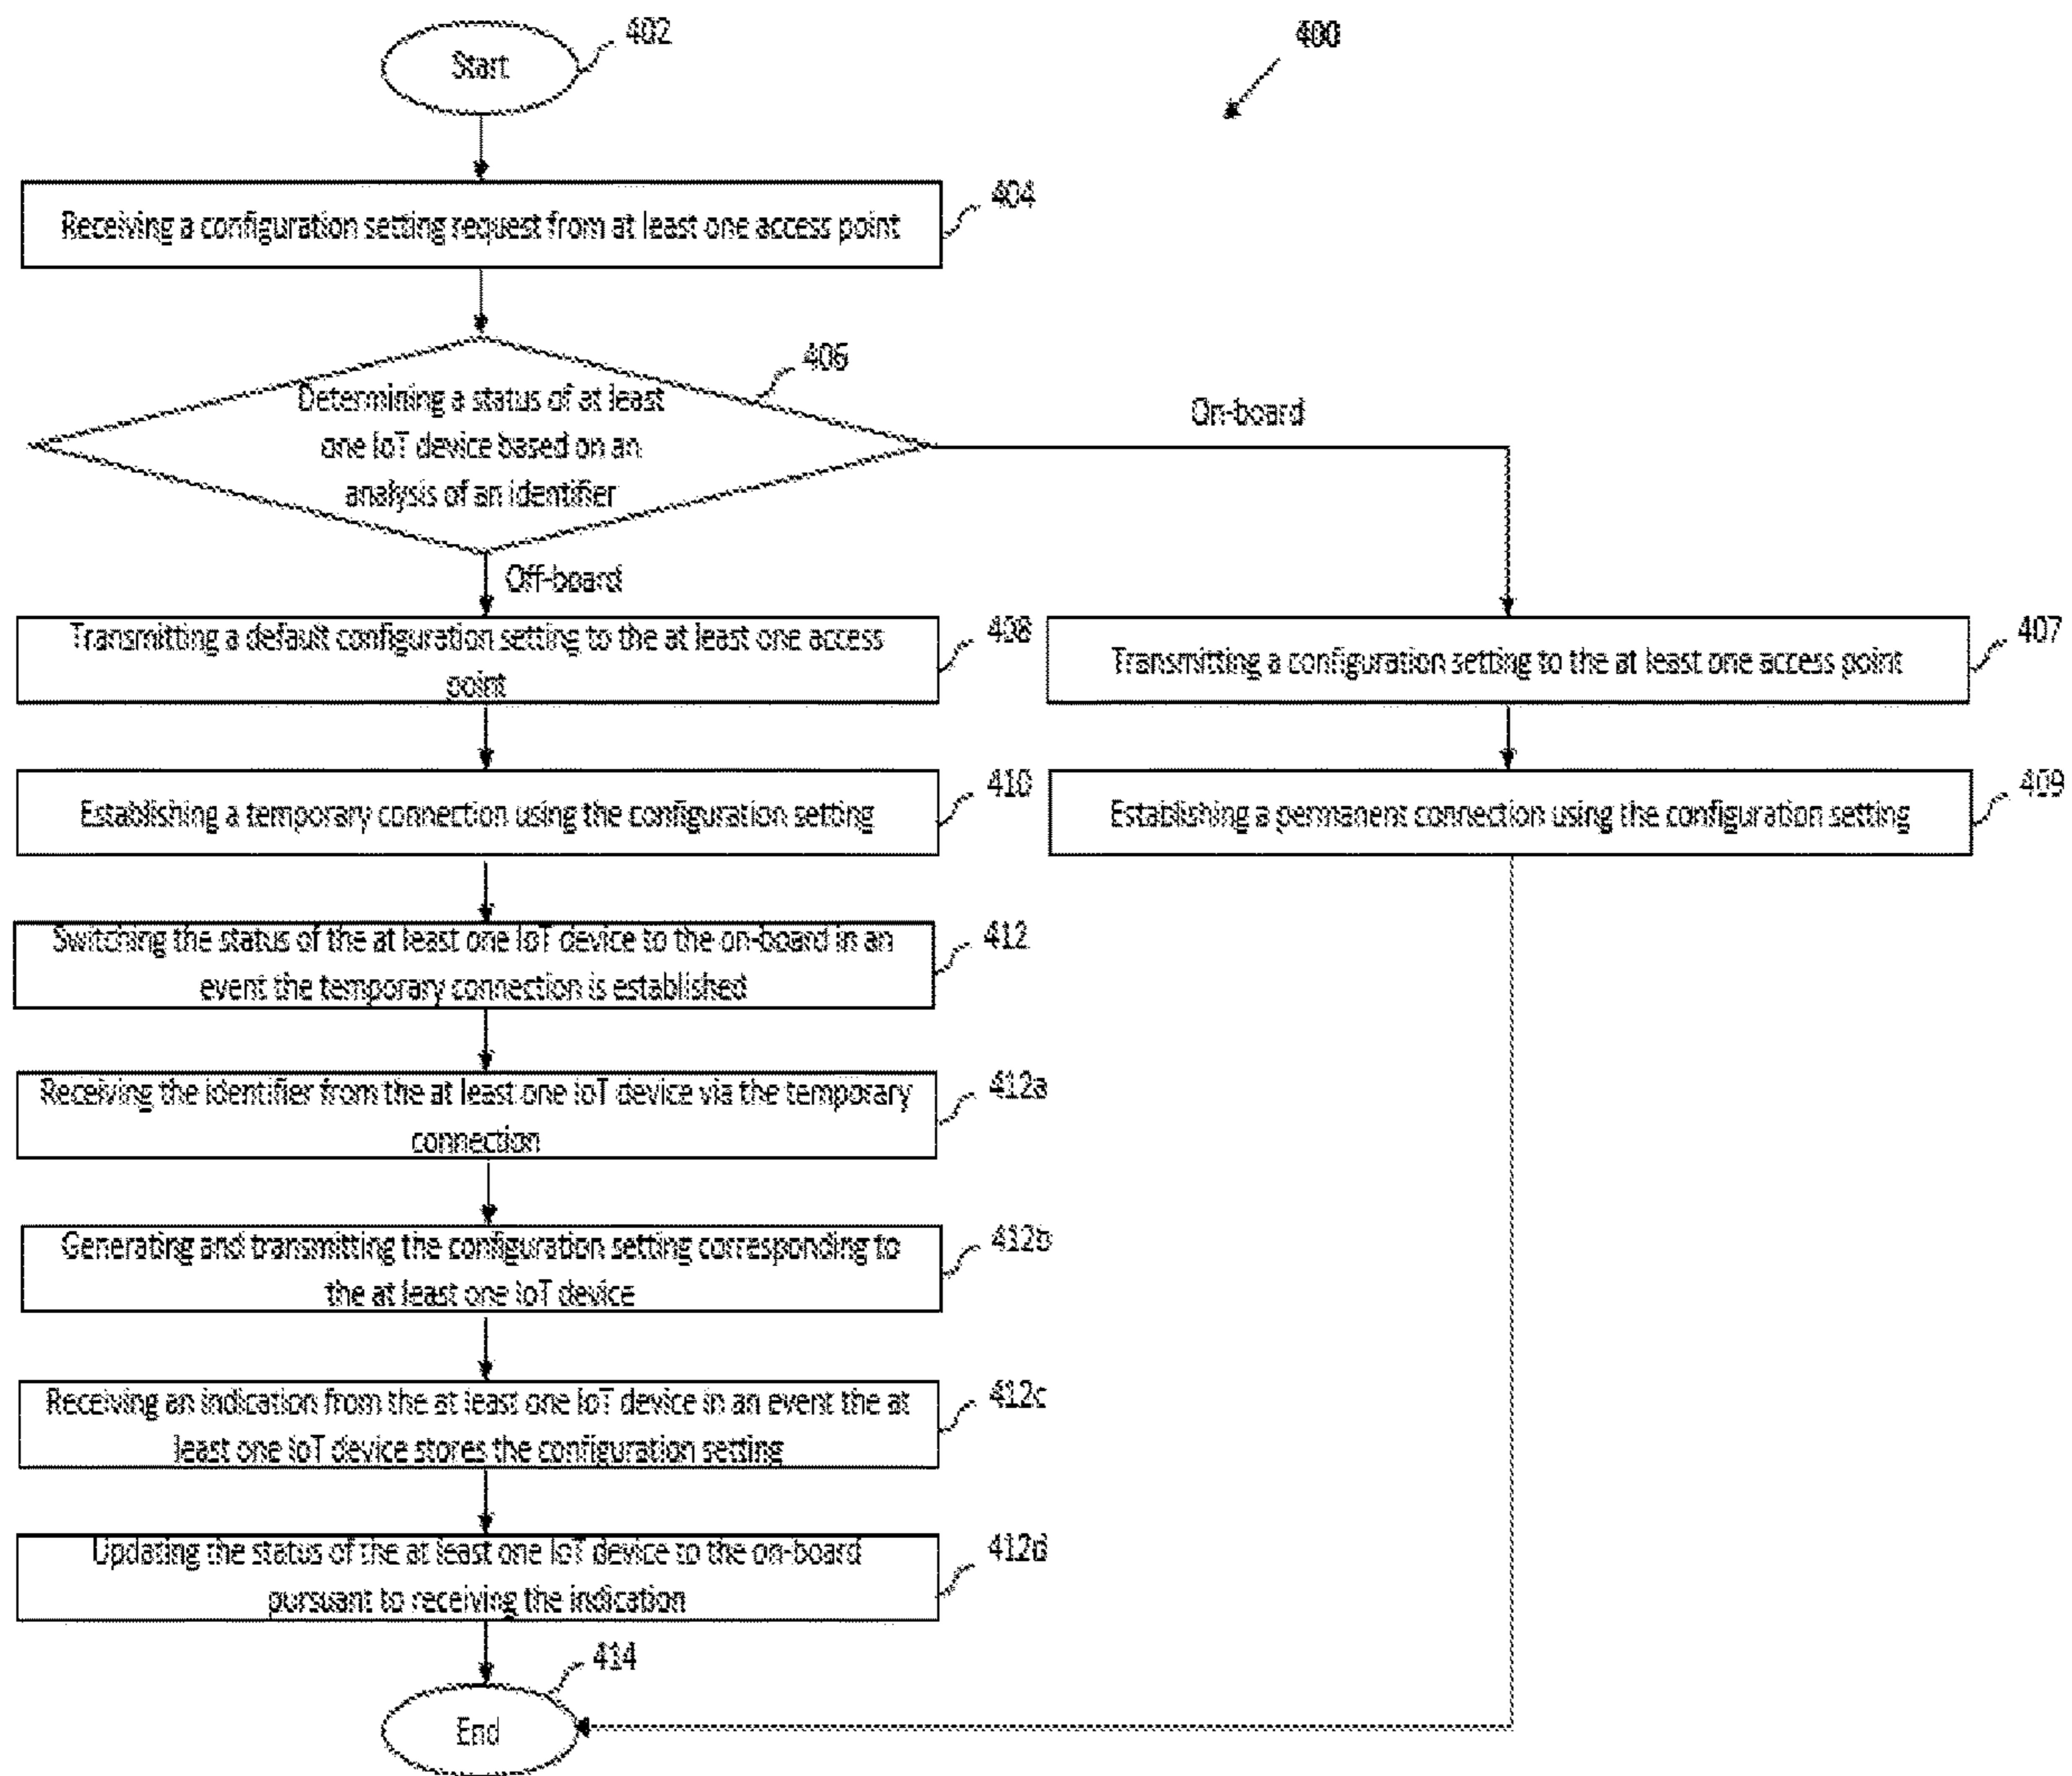 402
400
Start
404
Receiving a configuration setting request from at least one access point
406
Determining a status of at least
one IoT device based on an
analysis of an identifier
On-board
Off-board
408
Transmitting a default configuration setting to the at least one access
point
407
Transmitting a configuration setting to the at least one access point
410
Establishing a temporary connection using the configuration setting
409
Establishing a permanent connection using the configuration setting
412
Switching the status of the at least one IoT device to the on-board in an
event the temporary connection is established
412a
Receiving the identifier from the at least one IoT device via the temporary
connection
412b
Generating and transmitting the configuration setting corresponding to
the at least one IoT device
412c
Receiving an indication from the at least one IoT device in an event the at
least one IoT device stores the configuration setting
412d
Updating the status of the at least one IoT device to the on-board
pursuant to receiving the indication
414
End